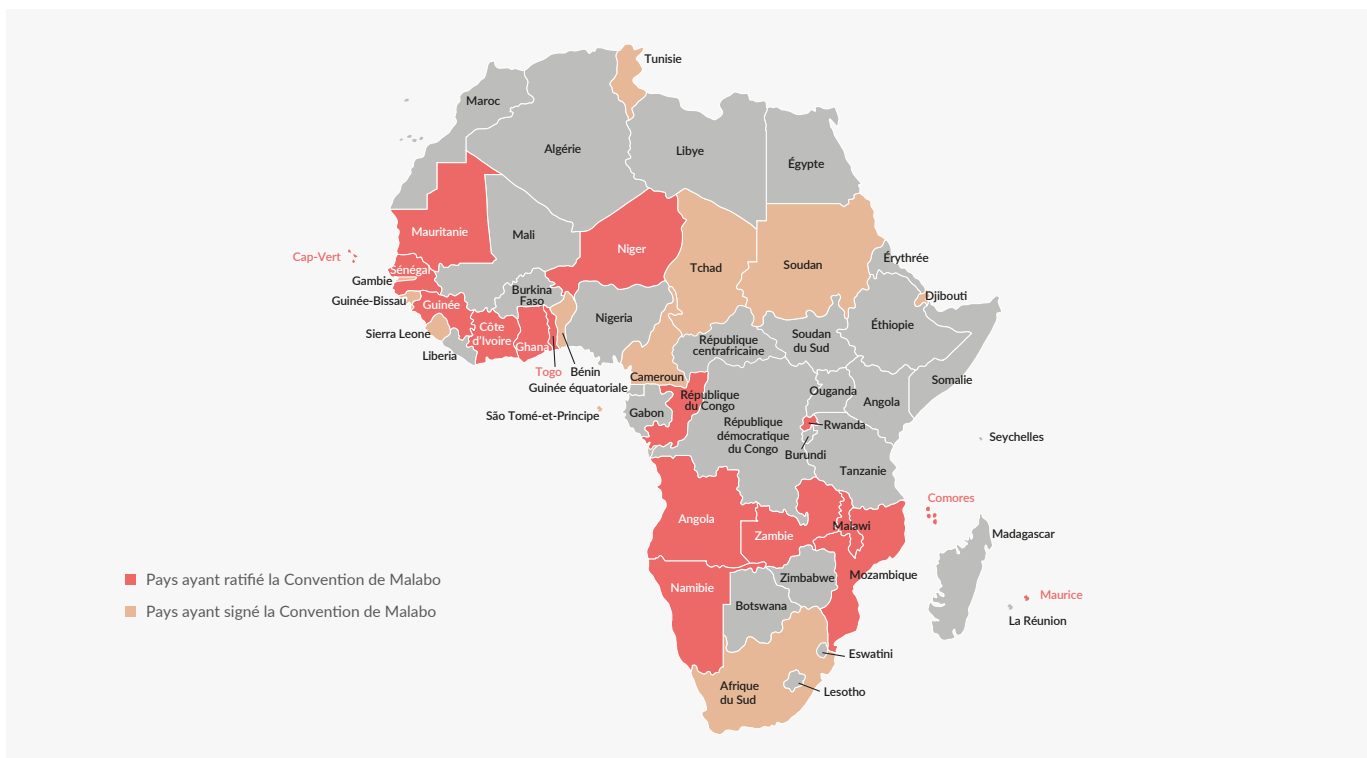 Tunisie
Maroc
Algérie
Libye
Égypte
Mauritanie
Mali
Niger
Tchad
Soudan
Érythrée
Cap-Vert
Sénégal
Gambie
Guinée-Bissau
Guinée
Burkina
Faso
Djibouti
Nigeria
Éthiopie
Sierra Leone
Côte
d'Ivoire
Ghana
Liberia
Togo
Bénin
République
centrafricaine
Soudan
du Sud
Cameroun
Guinée équatoriale
Somalie
São Tomé-et-Principe
Gabon
République
du Congo
Ouganda
Angola
République
démocratique
du Congo
Rwanda
Burundi
Seychelles
Tanzanie
Comores
Angola
Zambie
Malawi
Madagascar
Mozambique
Zimbabwe
Namibie
Botswana
Maurice
La Réunion
Eswatini
Lesotho
Afrique
du Sud
Pays ayant ratifié la Convention de Malabo
Pays ayant signé la Convention de Malabo